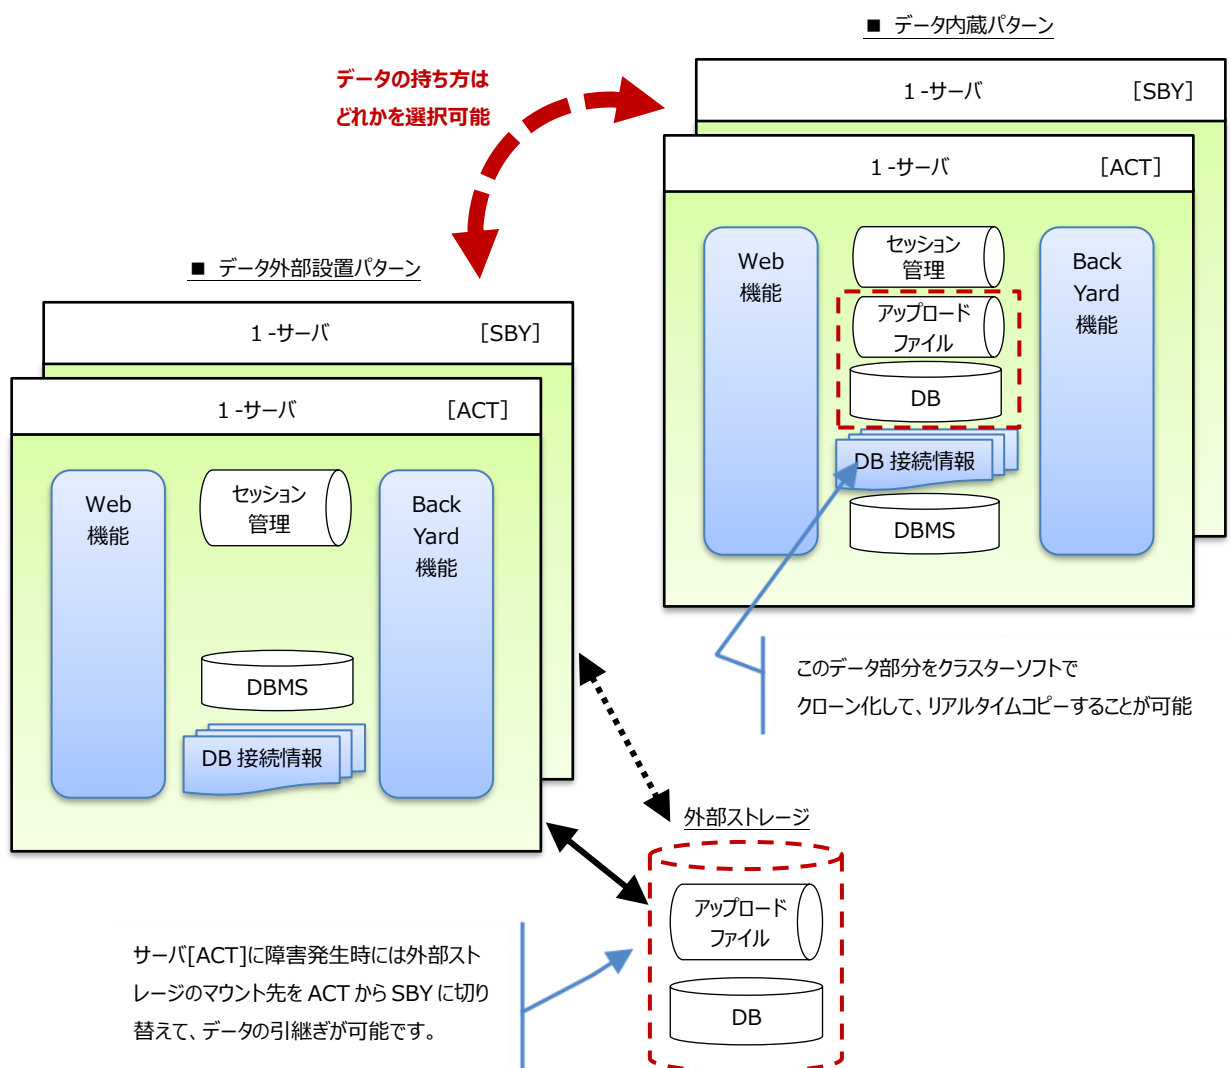 ■ データ内蔵パターン
データの持ち方は
どれかを選択可能
1-サーバ [SBY]
1-サーバ [ACT]
Web
機能
セッション
管理
アップロード
ファイル
DB
DB 接続情報
DBMS
Back
Yard
機能
このデータ部分をクラスターソフトで
クローン化して、リアルタイムコピーすることが可能
■ データ外部設置パターン
1-サーバ [SBY]
1-サーバ [ACT]
Web
機能
セッション
管理
DBMS
DB 接続情報
Back
Yard
機能
外部ストレージ
アップロード
ファイル
DB
サーバ[ACT]に障害発生時には外部スト
レージのマウント先を ACT から SBY に切り
替えて、データの引継ぎが可能です。